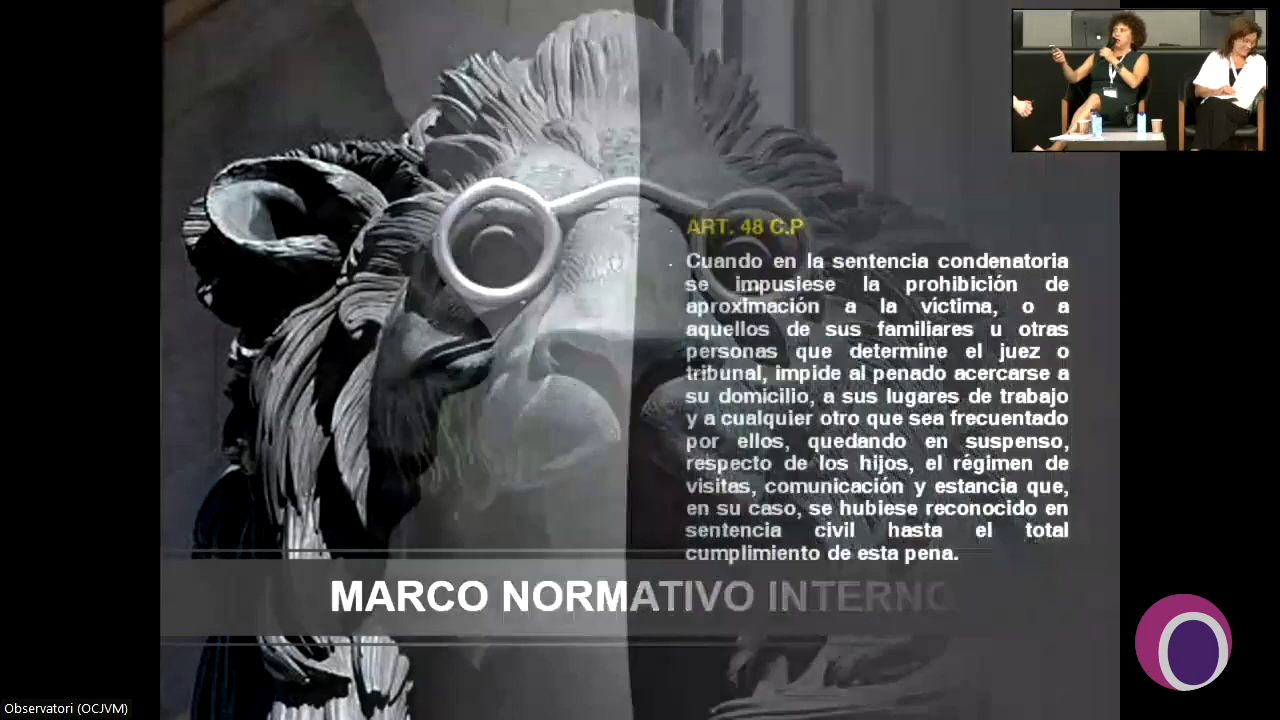 ART. 48 C.P
Cuando en la sentencia condenatoria
se impusiese la prohibición de
aproximación a la víctima, o a
aquellos de sus familiares u otras
personas que determine el juez o
tribunal, impide al penado acercarse a
su domicilio, a sus lugares de trabajo
y a cualquier otro que sea frecuentado
por ellos, quedando en suspenso,
respecto de los hijos, el régimen de
visitas, comunicación y estancia que,
en su caso, se hubiese reconocido en
sentencia civil hasta el total
cumplimiento de esta pena.
MARCO NORMATIVO INTERNO
Observatori (OCJVM)